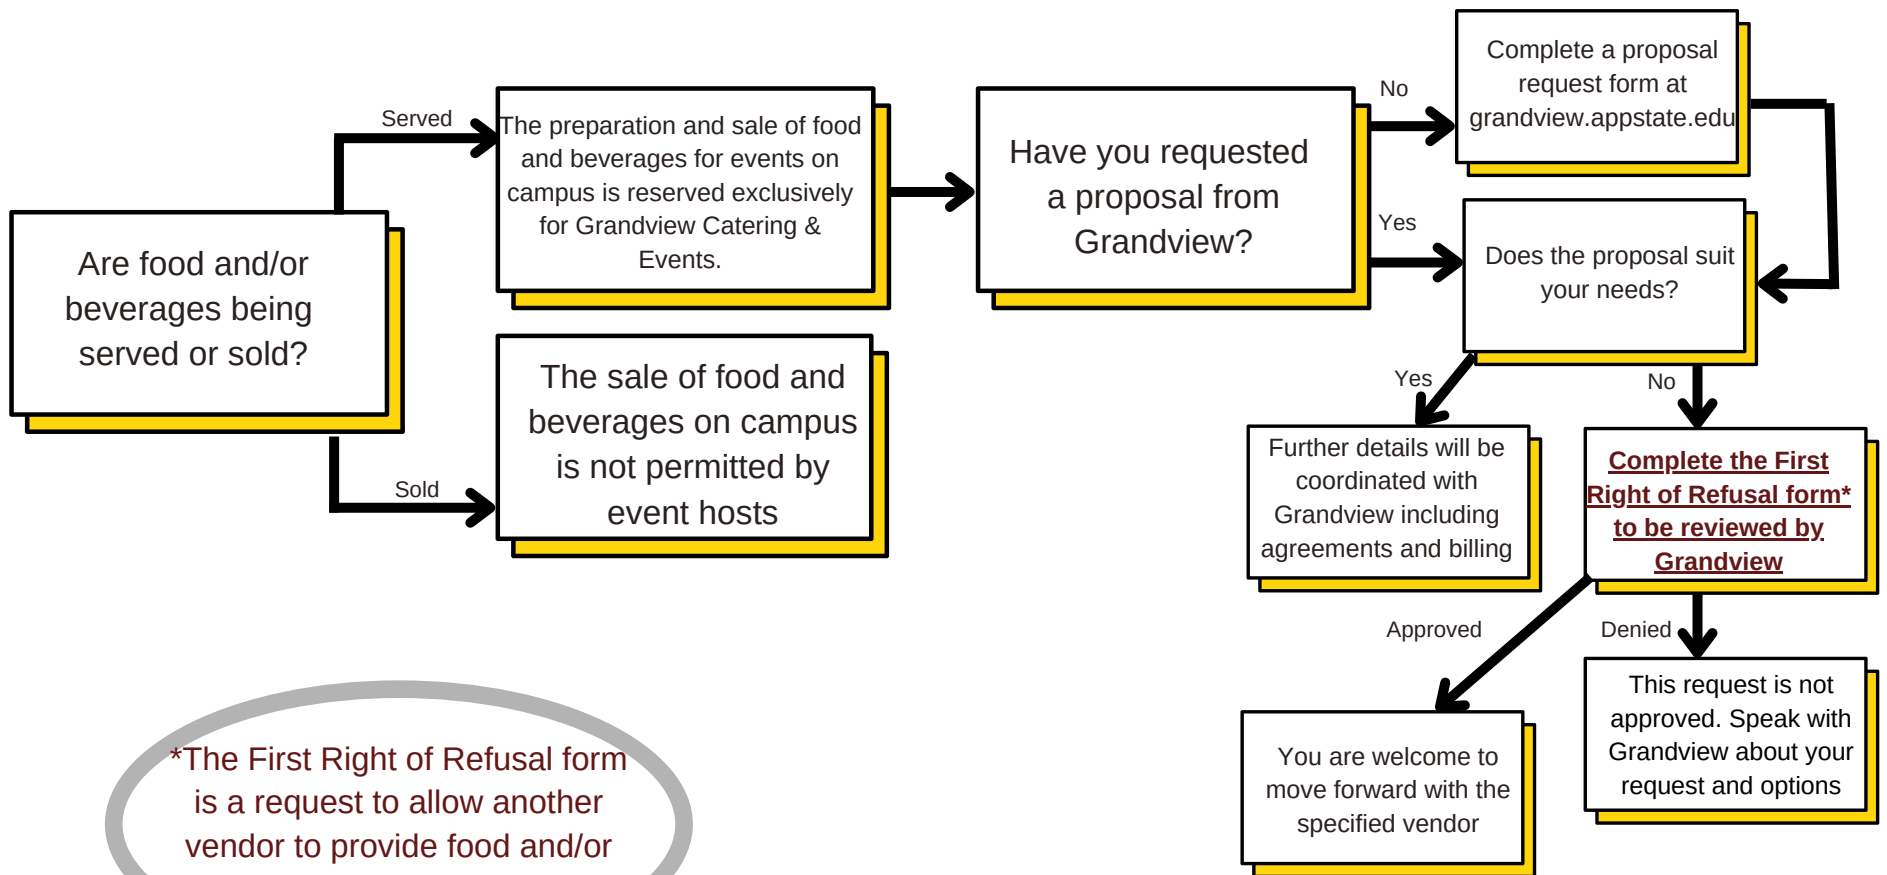 Are food and/or
beverages being
served or sold?
Served
The preparation and sale of food
and beverages for events on
campus is reserved exclusively
for Grandview Catering &
Events.
Sold
The sale of food and
beverages on campus
is not permitted by
event hosts
Have you requested
a proposal from
Grandview?
No
Complete a proposal
request form at
grandview.appstate.edu
Yes
Does the proposal suit
your needs?
Yes
Further details will be
coordinated with
Grandview including
agreements and billing
No
Complete the First
Right of Refusal form*
to be reviewed by
Grandview
Approved
You are welcome to
move forward with the
specified vendor
Denied
This request is not
approved. Speak with
Grandview about your
request and options
*The First Right of Refusal form
is a request to allow another
vendor to provide food and/or